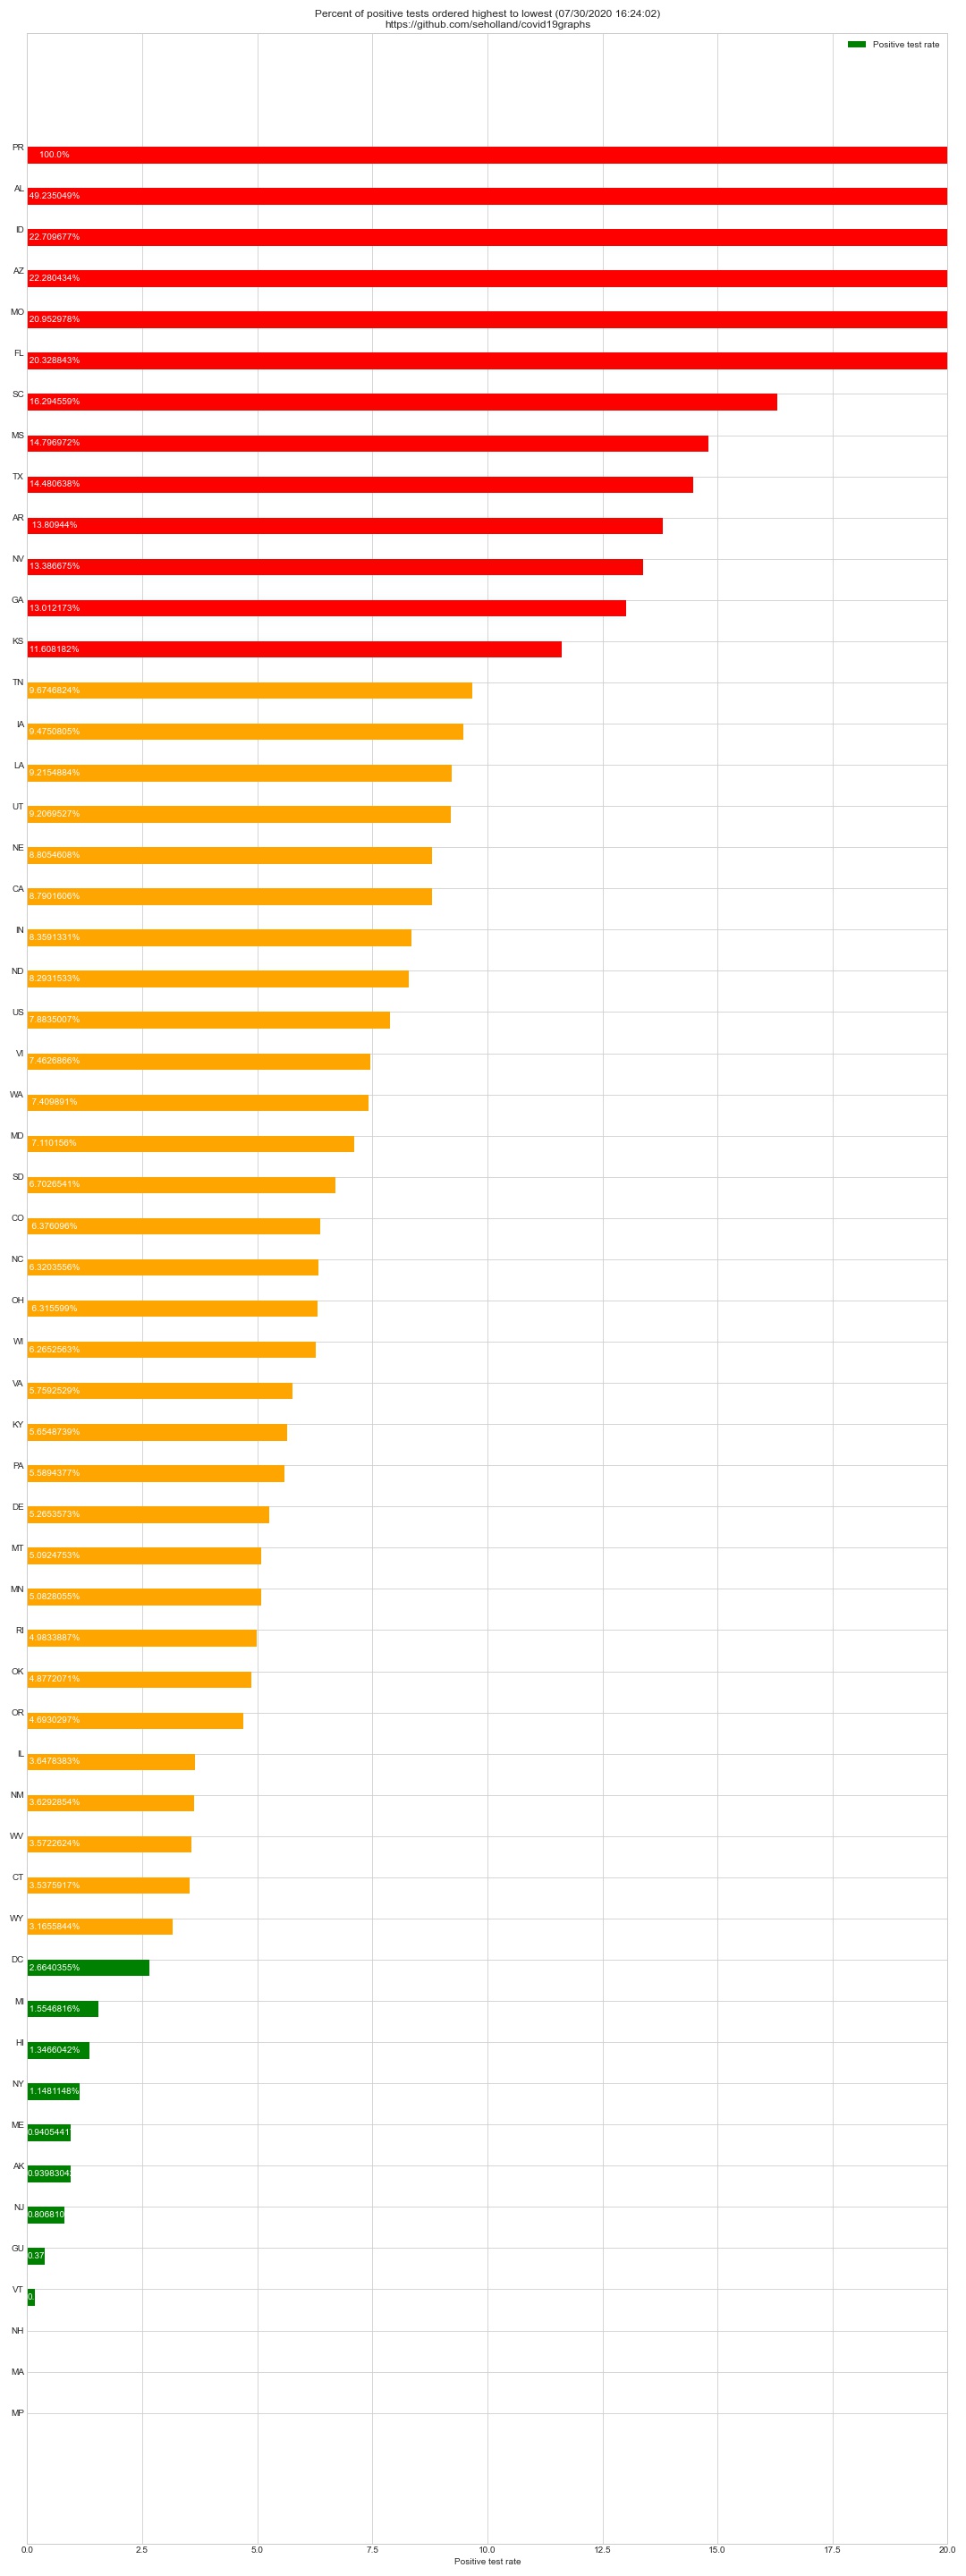 Percent of positive tests ordered highest to lowest (07/30/2020 16:24:02)
https://github.com/seholland/covid19graphs
Positive test rate
PR 100.0%
AL 49.235049%
ID 22.709677%
AZ 22.280434%
MO 20.952978%
FL 20.328843%
SC 16.294559%
MS 14.796972%
TX 14.480638%
AR 13.80944%
NV 13.386675%
GA 13.012173%
KS 11.608182%
TN 9.6746824%
IA 9.4750805%
LA 9.2154884%
UT 9.2069527%
NE 8.8054608%
CA 8.7901606%
IN 8.3591331%
ND 8.2931533%
US 7.8835007%
VI 7.4626866%
WA 7.409891%
MD 7.110156%
SD 6.7026541%
CO 6.376096%
NC 6.3203556%
OH 6.315599%
WI 6.2652563%
VA 5.7592529%
KY 5.6548739%
PA 5.5894377%
DE 5.2653573%
MT 5.0924753%
MN 5.0828055%
RI 4.9833887%
OK 4.8772071%
OR 4.6930297%
IL 3.6478383%
NM 3.6292854%
WV 3.5722624%
CT 3.5375917%
WY 3.1655844%
DC 2.6640355%
MI 1.5546816%
HI 1.3466042%
NY 1.1481148%
ME
AK
NJ 0.806810
GU 0.37
VT 0.
NH
MA
MP
0.0 2.5 5.0 7.5 10.0 12.5 15.0 17.5 20.0
Positive test rate